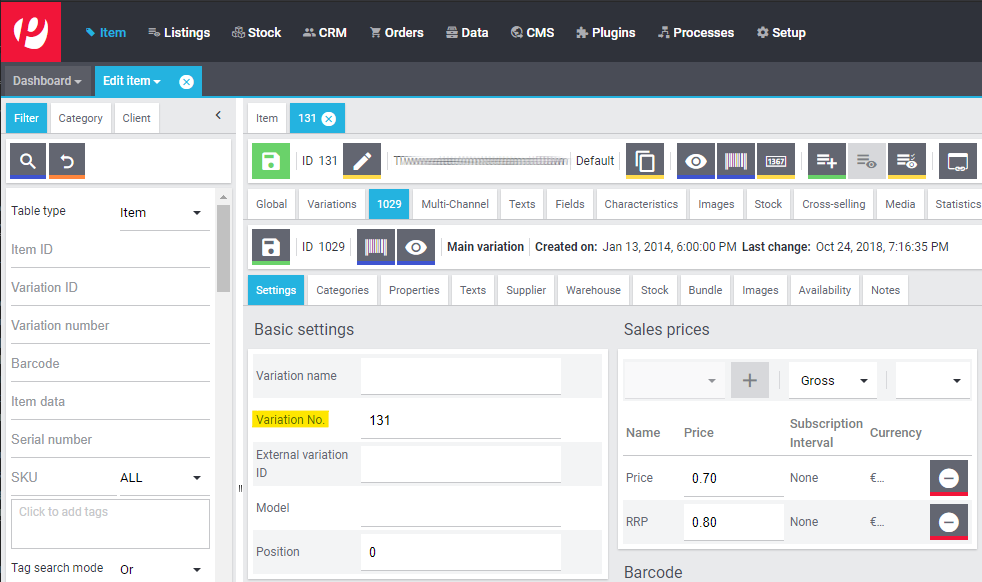 Item Listings Stock CRM Orders Data CMS Plugins Processes Setup
Dashboard Edit item
Filter Category Client
Item 131
ID 131 Default 1367
Global Variations 1029 Multi-Channel Texts Fields Characteristics Images Stock Cross-selling Media Statistics
ID 1029 Main variation Created on: Jan 13, 2014, 6:00:00 PM Last change: Oct 24, 2018, 7:16:35 PM
Settings Categories Properties Texts Supplier Warehouse Stock Bundle Images Availability Notes
Table type Item
Item ID
Variation ID
Variation number
Barcode
Item data
Serial number
SKU ALL
Click to add tags
Tag search mode Or
Basic settings
Variation name
Variation No. 131
External variation
ID
Model
Position 0
Sales prices
Gross
Name Price Subscription Interval Currency
Price 0.70 None €...
RRP 0.80 None €...
Barcode